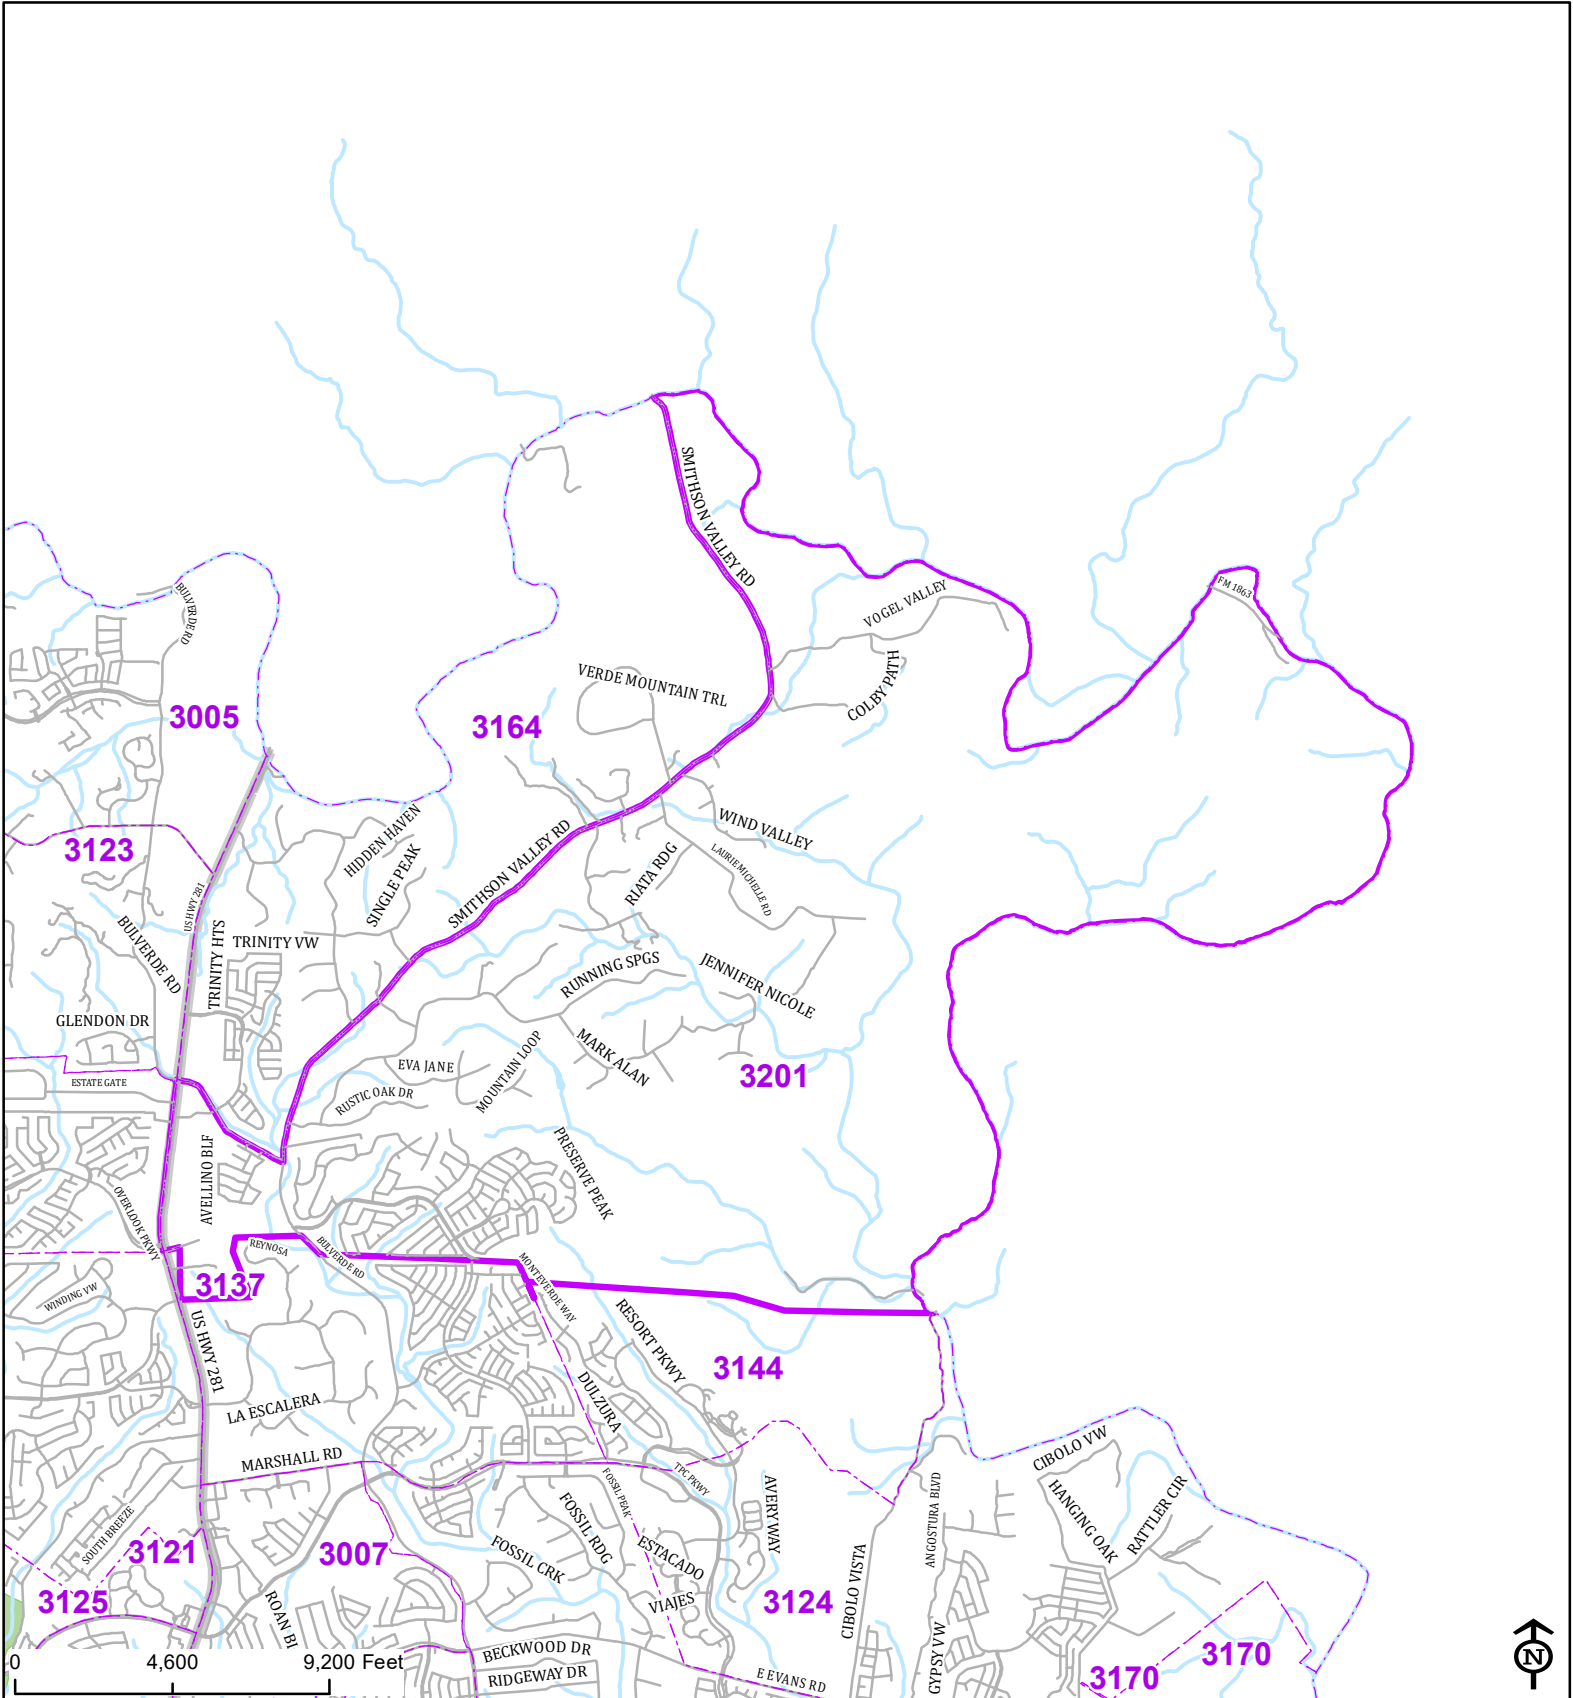 SMITHSON VALLEY RD
FM 1863
VOGEL VALLEY
BULVERDE RD
COLBY PATH
VERDE MOUNTAIN TRL
3005
3164
HIDDEN HAVEN
WIND VALLEY
3123
SINGLE PEAK
SMITHSON VALLEY RD
RIATA RDG
LAURIE MICHELLE RD
US HWY 281
BULVERDE RD
TRINITY HTS
TRINITY VW
RUNNING SPGS
JENNIFER NICOLE
GLENDON DR
MARK ALAN
MOUNTAIN LOOP
EVA JANE
3201
ESTATE GATE
RUSTIC OAK DR
AVELLINO BLF
PRESERVE PEAK
OVERLOOK PKWY
REYNOSA
BULVERDE RD
MONTEVERDE WAY
3137
WINDING VW
US HWY 281
RESORT PKWY
3144
DULZURA
LA ESCALERA
MARSHALL RD
CIBOLO VW
TPC PKWY
FOSSIL PEAK
AVERY WAY
ANGOSTURA BLVD
HANGING OAK
RATTLER CIR
SOUTH BREEZE
FOSSIL RDG
3121
3007
FOSSIL CRK
ESTACADO
3125
VIAJES
3124
CIBOLO VISTA
ROAN BL
GYPSY VW
BECKWOOD DR
RIDGEWAY DR
E EVANS RD
3170
3170
0 4,600 9,200 Feet
N